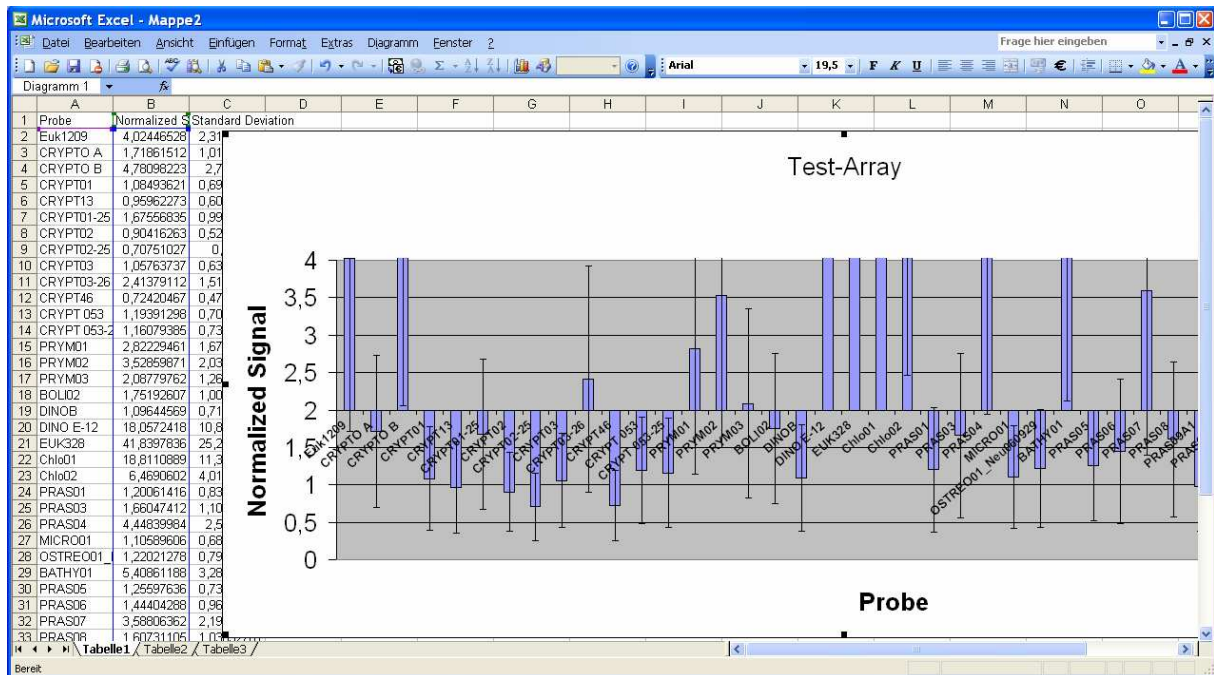 Microsoft Excel - Mappe2
Datei Bearbeiten Ansicht Einfügen Format Extras Diagramm Fenster ? Frage hier eingeben
Arial 19,5 F K U
Diagramm 1 fx
A B C D E F G H I J K L M N O
1 Probe Normalized S Standard Deviation
2 Euk1209 4,02446528 2,31
3 CRYPTO A 1,71861512 1,01
4 CRYPTO B 4,78098223 2,7
5 CRYPT01 1,08493621 0,69
6 CRYPT13 0,95962273 0,60
7 CRYPT01-25 1,67556835 0,99
8 CRYPT02 0,90416263 0,52
9 CRYPT02-25 0,70751027 0,
10 CRYPT03 1,05763737 0,63
11 CRYPT03-26 2,41379112 1,51
12 CRYPT46 0,72420467 0,47
13 CRYPT 053 1,19391298 0,70
14 CRYPT 053-2 1,16079385 0,73
15 PRYM01 2,82229461 1,67
16 PRYM02 3,52859871 2,03
17 PRYM03 2,08779762 1,26
18 BOLI02 1,75192607 1,00
19 DINOB 1,09644569 0,71
20 DINO E-12 18,0572418 10,8
21 EUK328 41,8397836 25,2
22 Chlo01 18,8110889 11,3
23 Chlo02 6,4690602 4,01
24 PRAS01 1,20061416 0,83
25 PRAS03 1,66047412 1,10
26 PRAS04 4,44839984 2,5
27 MICRO01 1,10589606 0,68
28 OSTREO01_ 1,22021278 0,79
29 BATHY01 5,40861188 3,28
30 PRAS05 1,25597636 0,73
31 PRAS06 1,44404288 0,96
32 PRAS07 3,58806362 2,19
33 PRAS08 1,60731105
Test-Array
Normalized Signal
4
3,5
3
2,5
2
1,5
1
0,5
0
Euk1209
CRYPTO A
CRYPTO B
CRYPT01
CRYPT13
CRYPT01-25
CRYPT02
CRYPT02-25
CRYPT03
CRYPT03-26
CRYPT46
CRYPT 053
CRYPT 053-25
PRYM01
PRYM02
PRYM03
BOLI02
DINOB
DINO E-12
EUK328
Chlo01
Chlo02
PRAS01
PRAS03
PRAS04
MICRO01
OSTREO01_Neu060929
BATHY01
PRAS05
PRAS06
PRAS07
PRAS08
PRAS09A1
Probe
Tabelle1 Tabelle2 Tabelle3
Bereit